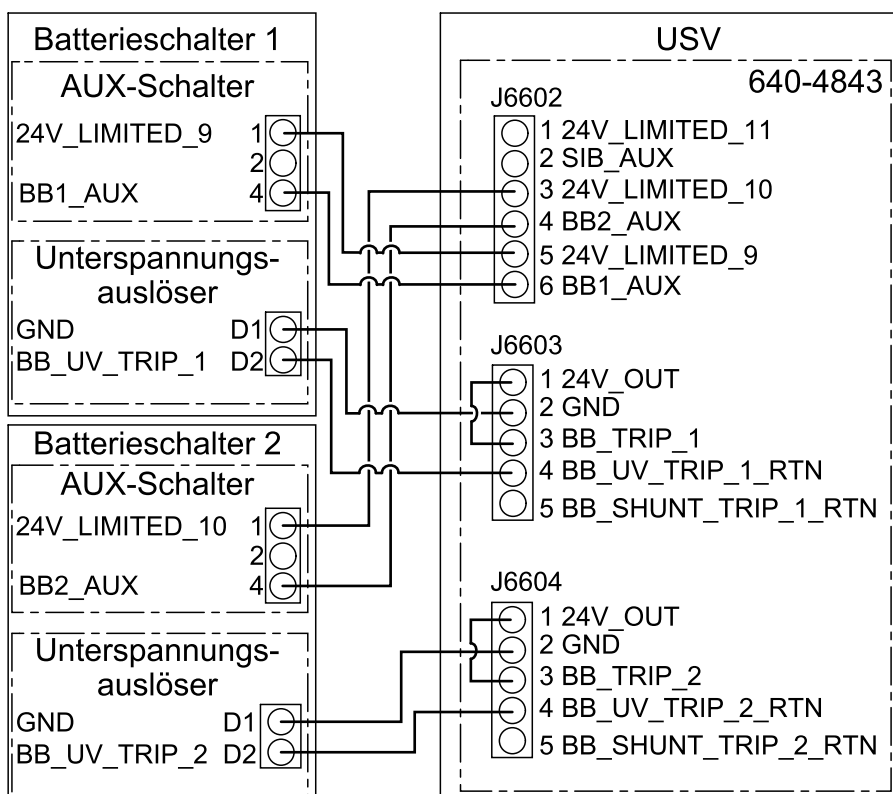 Batterieschalter 1
AUX-Schalter
24V_LIMITED_9 1
2
BB1_AUX 4
Unterspannungs-
auslöser
GND D1
BB_UV_TRIP_1 D2
Batterieschalter 2
AUX-Schalter
24V_LIMITED_10 1
2
BB2_AUX 4
Unterspannungs-
auslöser
GND D1
BB_UV_TRIP_2 D2
USV
640-4843
J6602
1 24V_LIMITED_11
2 SIB_AUX
3 24V_LIMITED_10
4 BB2_AUX
5 24V_LIMITED_9
6 BB1_AUX
J6603
1 24V_OUT
2 GND
3 BB_TRIP_1
4 BB_UV_TRIP_1_RTN
5 BB_SHUNT_TRIP_1_RTN
J6604
1 24V_OUT
2 GND
3 BB_TRIP_2
4 BB_UV_TRIP_2_RTN
5 BB_SHUNT_TRIP_2_RTN